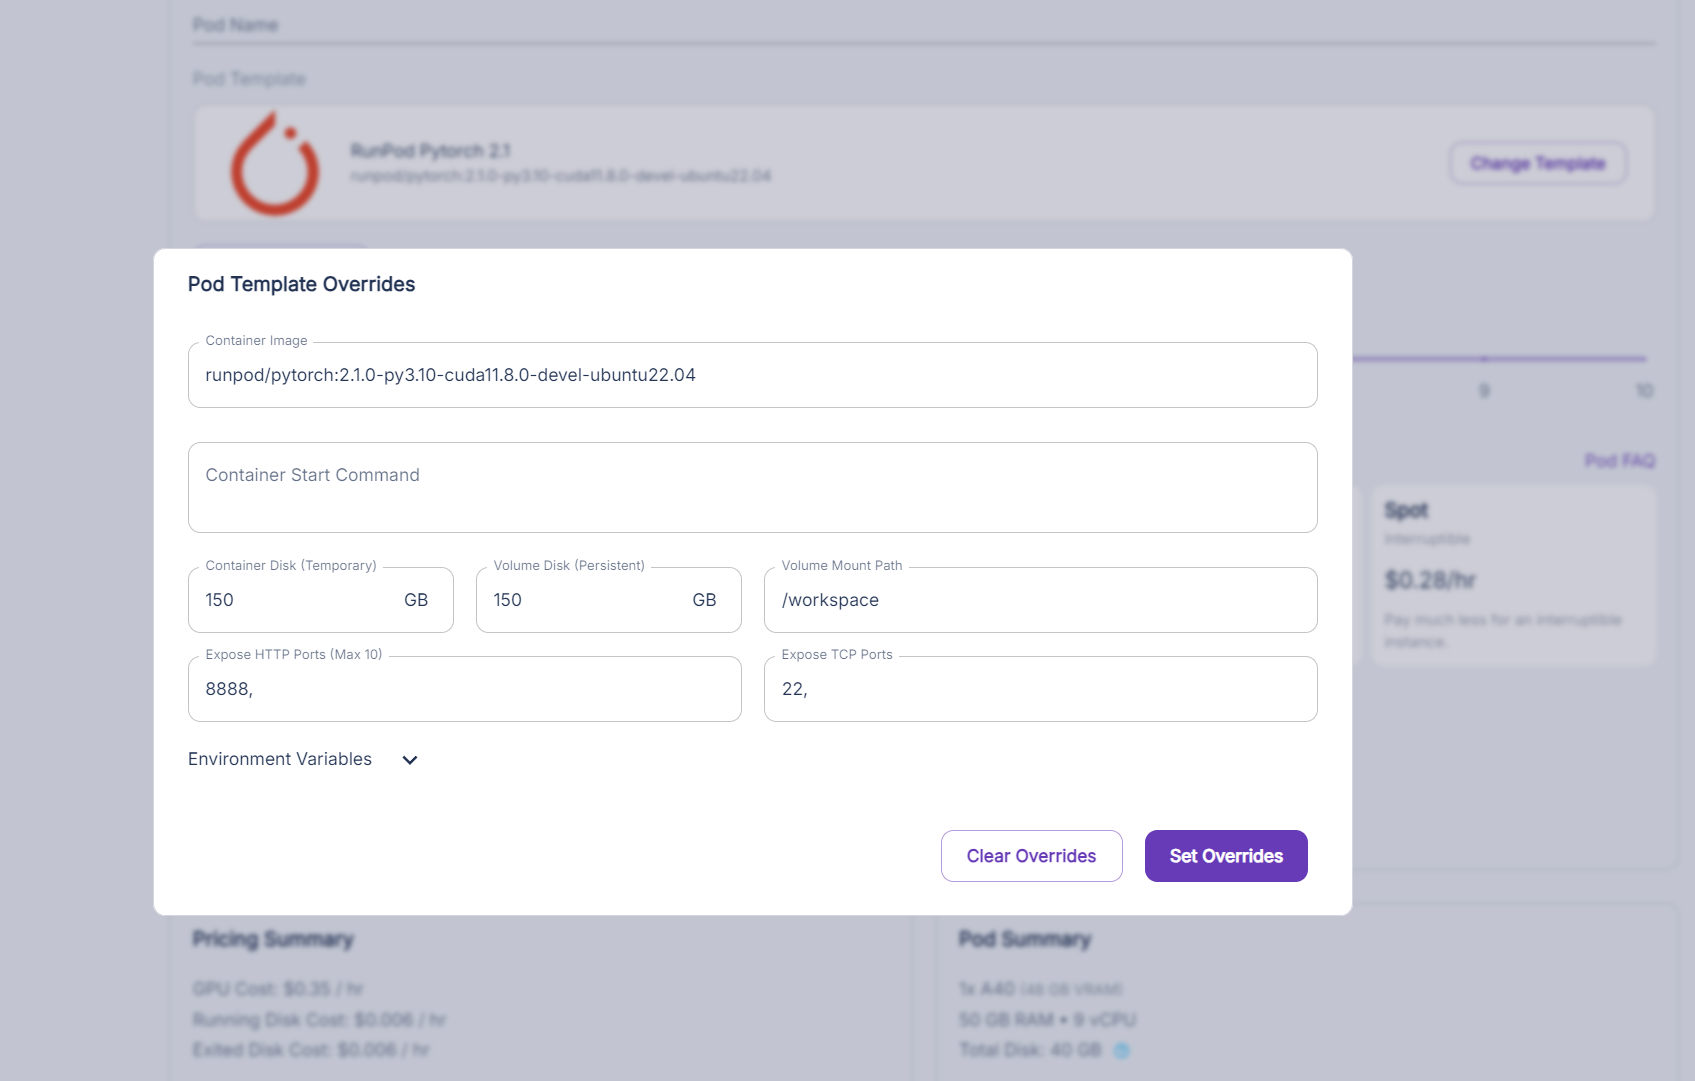 Pod Name
Pod Template
RunPod Pytorch 2.1
runpod/pytorch:2.1.0-py3.10-cuda11.8.0-devel-ubuntu22.04
Change Template
Pod Template Overrides
Container Image
runpod/pytorch:2.1.0-py3.10-cuda11.8.0-devel-ubuntu22.04
9
10
Container Start Command
Pod FAQ
Spot
Interruptible
$0.28/hr
Pay much less for an interruptible
instance.
Container Disk (Temporary)
150 GB
Volume Disk (Persistent)
150 GB
Volume Mount Path
/workspace
Expose HTTP Ports (Max 10)
8888,
Expose TCP Ports
22,
Environment Variables
Clear Overrides
Set Overrides
Pricing Summary
GPU Cost: $0.35 / hr
Running Disk Cost: $0.006 / hr
Exited Disk Cost: $0.006 / hr
Pod Summary
1x A40 (48 GB VRAM)
50 GB RAM • 9 vCPU
Total Disk: 40 GB